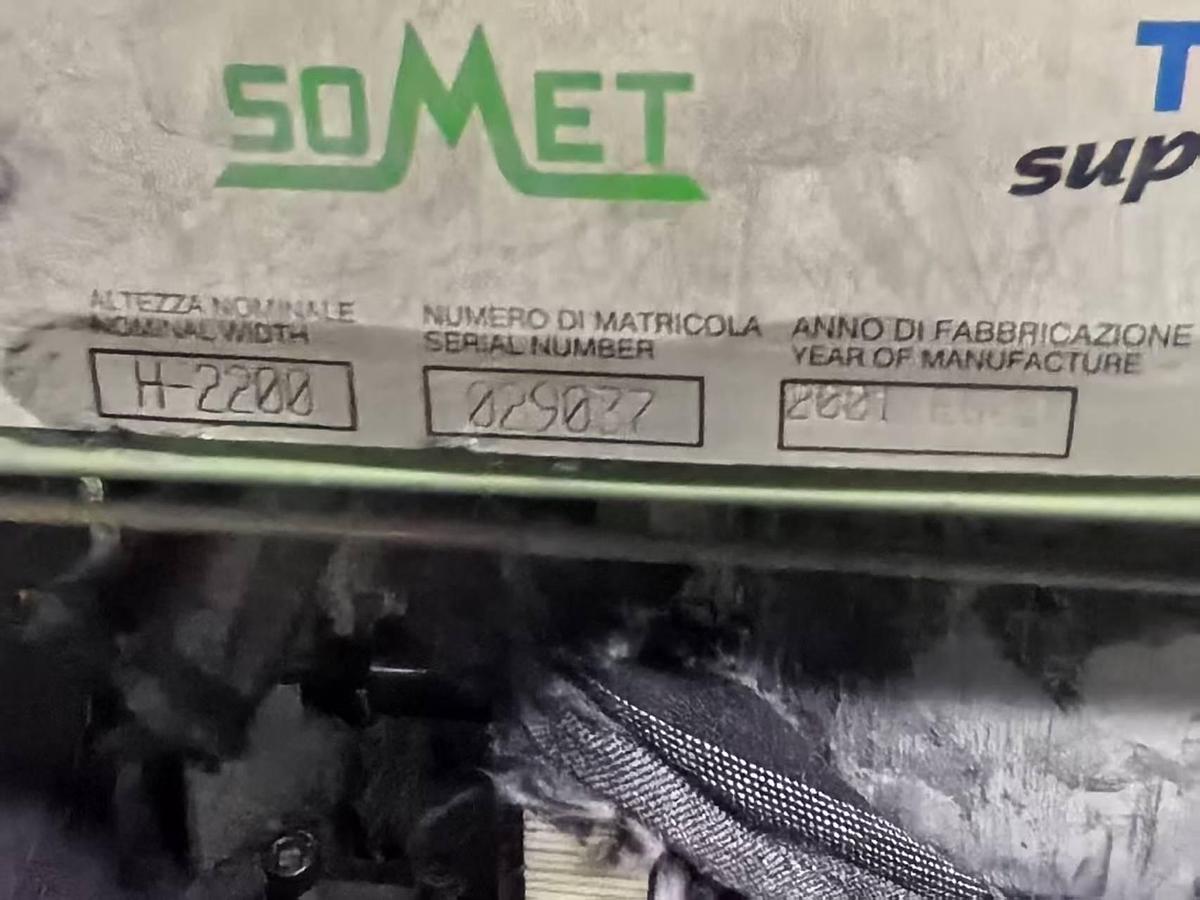 SOMET
T
sup
ALTEZZA NOMINALE
NOMINAL WIDTH
H-2200
NUMERO DI MATRICOLA
SERIAL NUMBER
029037
ANNO DI FABBRICAZIONE
YEAR OF MANUFACTURE
2001